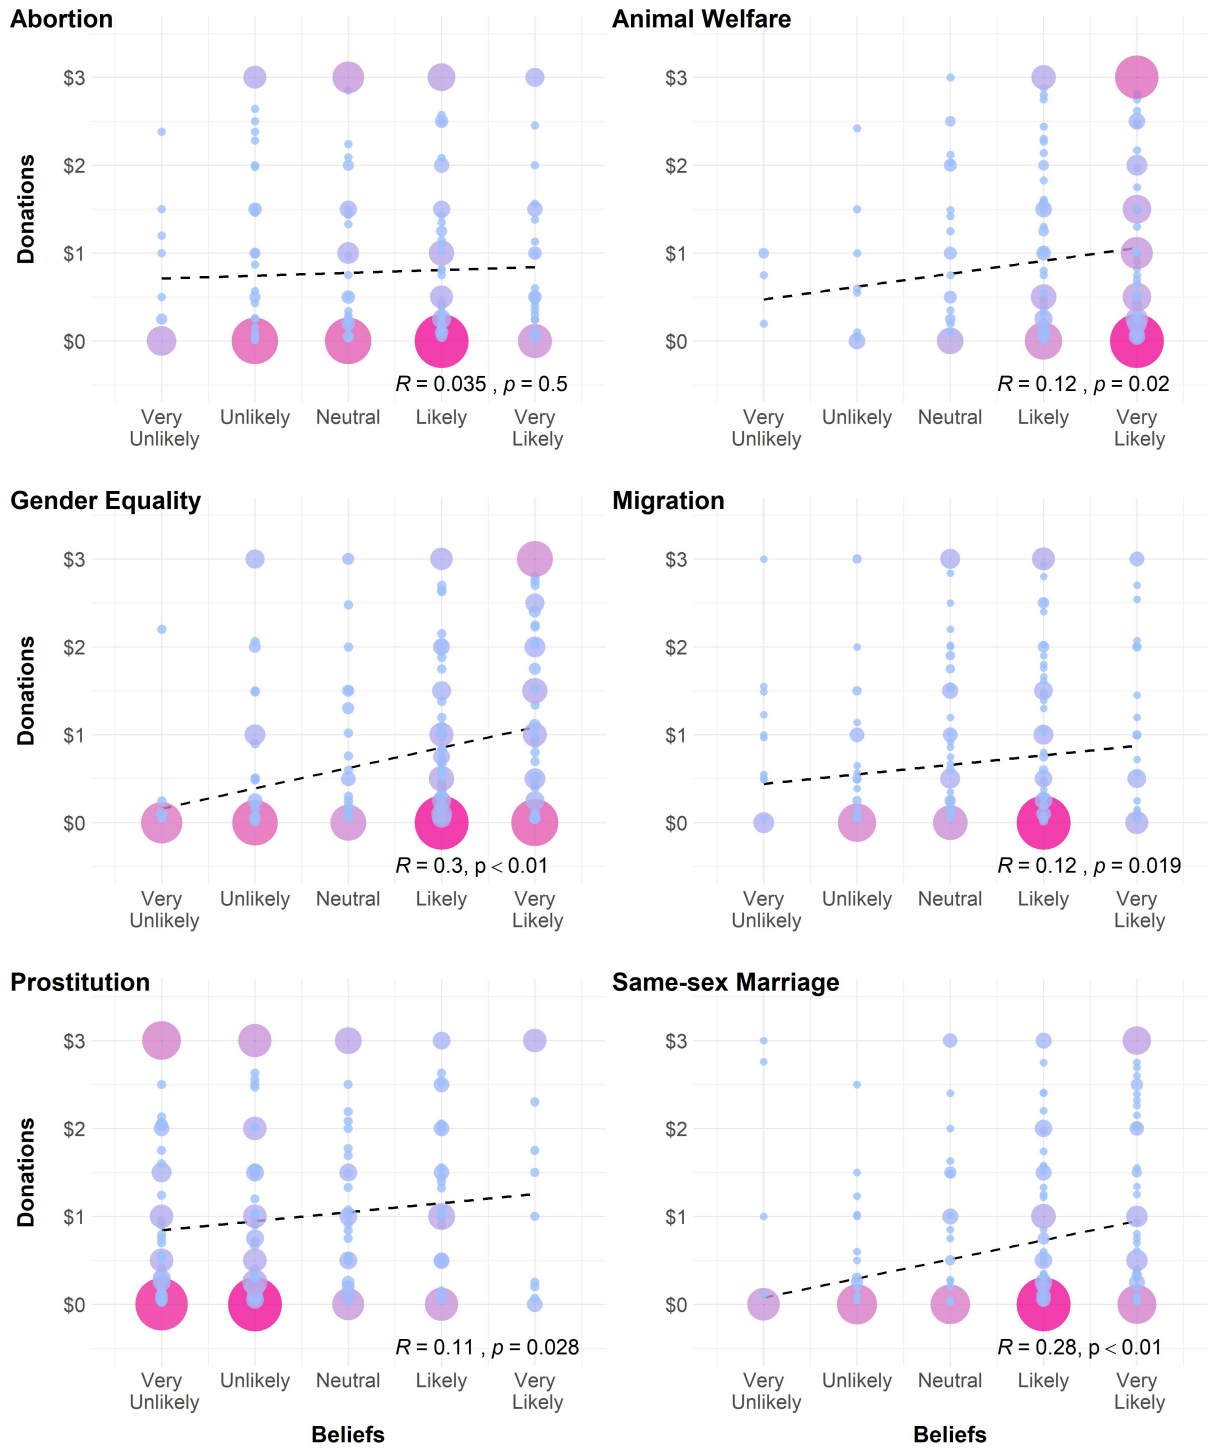 Abortion
$3
$2
$1
$0
Donations
R = 0.035 , p = 0.5
Very Unlikely
Unlikely
Neutral
Likely
Very Likely
Animal Welfare
$3
$2
$1
$0
R = 0.12 , p = 0.02
Very Unlikely
Unlikely
Neutral
Likely
Very Likely
Gender Equality
$3
$2
$1
$0
Donations
R = 0.3, p < 0.01
Very Unlikely
Unlikely
Neutral
Likely
Very Likely
Migration
$3
$2
$1
$0
R = 0.12 , p = 0.019
Very Unlikely
Unlikely
Neutral
Likely
Very Likely
Prostitution
$3
$2
$1
$0
Donations
R = 0.11 , p = 0.028
Very Unlikely
Unlikely
Neutral
Likely
Very Likely
Beliefs
Same-sex Marriage
$3
$2
$1
$0
R = 0.28, p < 0.01
Very Unlikely
Unlikely
Neutral
Likely
Very Likely
Beliefs